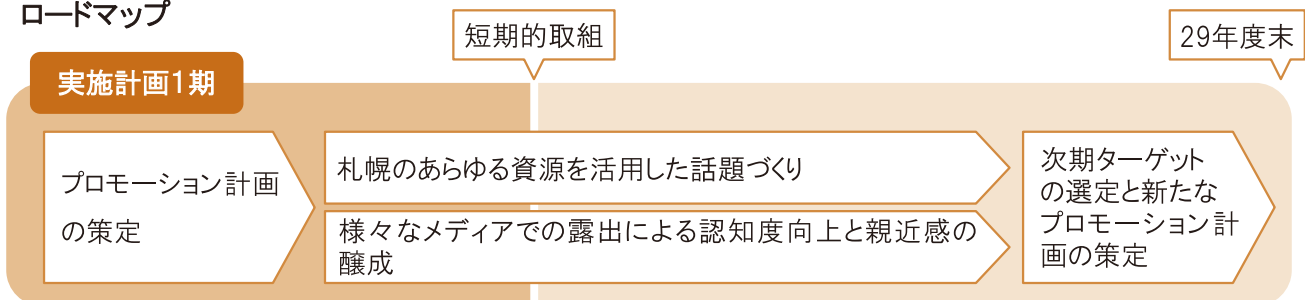 ロードマップ
短期的取組
29年度末
実施計画1期
プロモーション計画
の策定
札幌のあらゆる資源を活用した話題づくり
様々なメディアでの露出による認知度向上と親近感の
醸成
次期ターゲット
の選定と新たな
プロモーション計
画の策定